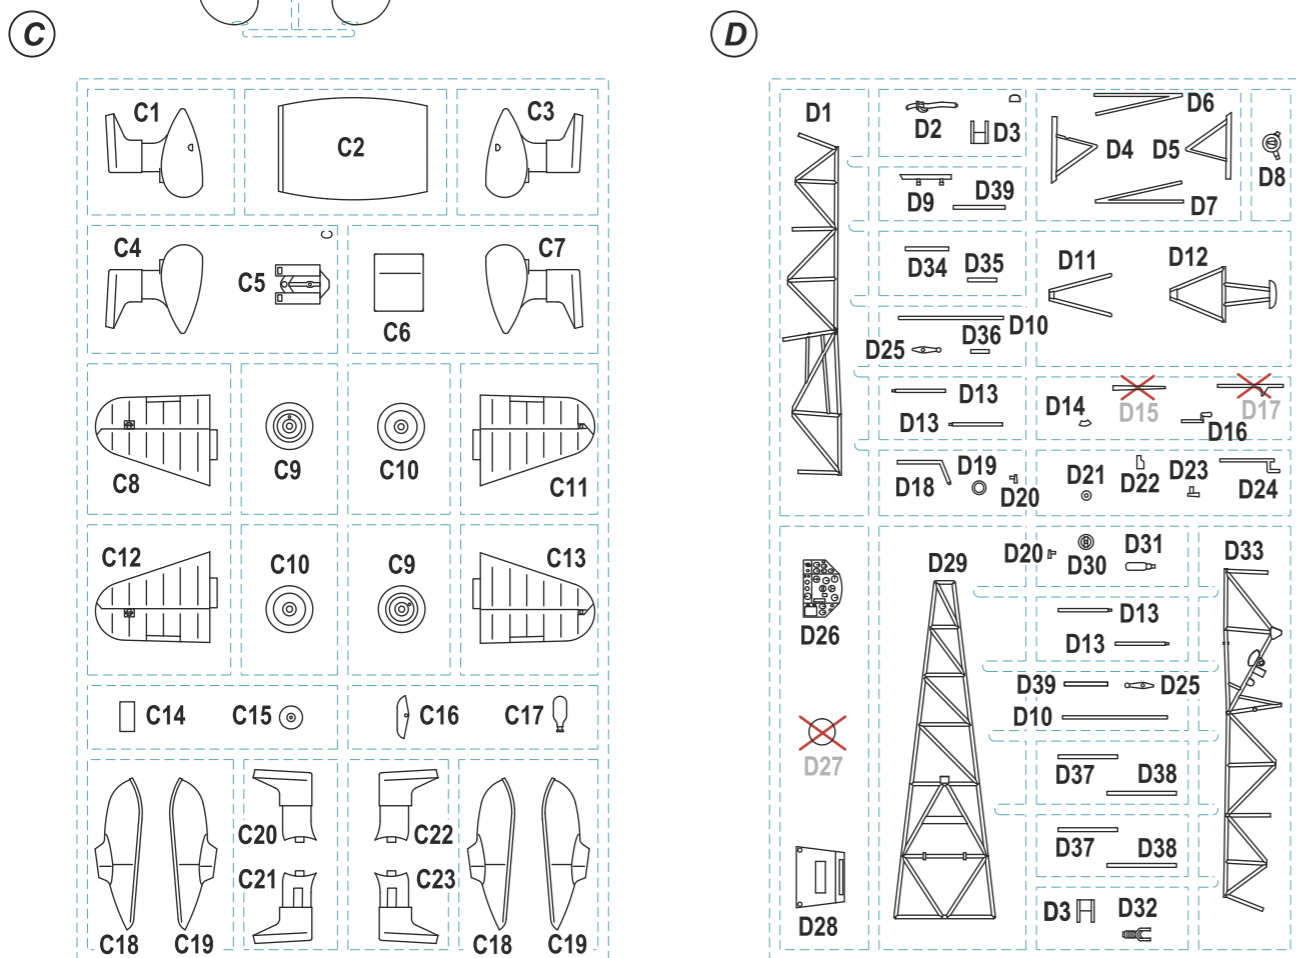 C
D
C1
C2
C3
C4
C5
C
C6
C7
C8
C9
C10
C11
C12
C10
C9
C13
C14
C15
C16
C17
C18
C19
C20
C21
C22
C23
C18
C19
D1
D2
D
D3
D4
D5
D6
D7
D8
D9
D39
D34
D35
D10
D36
D25
D11
D12
D13
D13
D14
D15
D16
D17
D18
D19
D20
D21
D22
D23
D24
D26
D27
D28
D29
D20
D30
D31
D33
D13
D13
D39
D25
D10
D37
D38
D37
D38
D3
D32